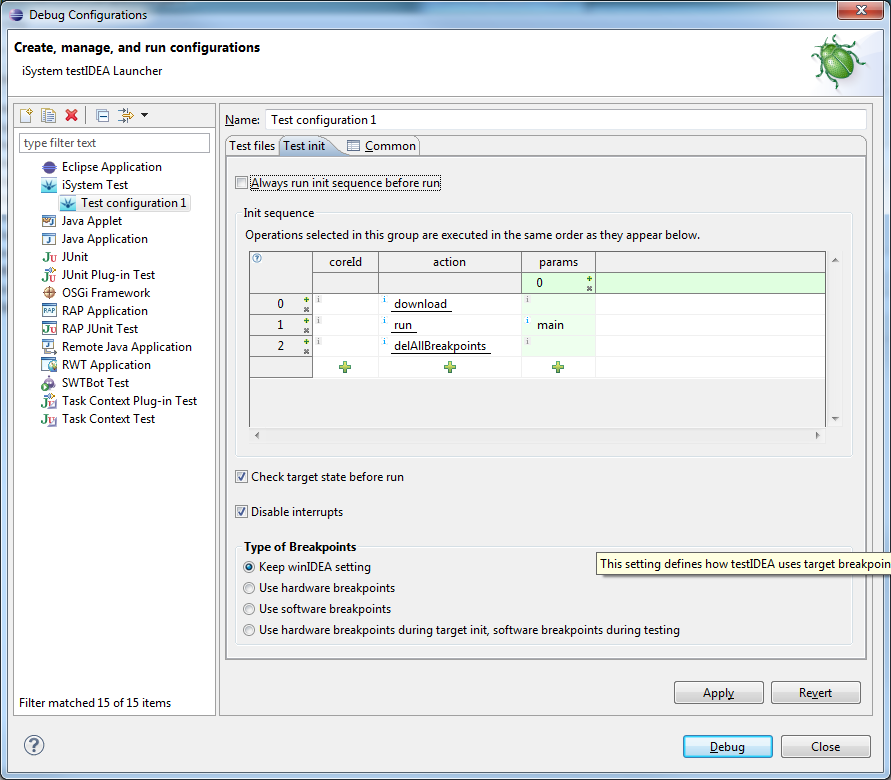 Debug Configurations
Create, manage, and run configurations
iSystem testIDEA Launcher
type filter text
Eclipse Application
iSystem Test
Test configuration 1
Java Applet
Java Application
JUnit
JUnit Plug-in Test
OSGi Framework
RAP Application
RAP JUnit Test
Remote Java Application
RWT Application
SWTBot Test
Task Context Plug-in Test
Task Context Test
Filter matched 15 of 15 items
Name: Test configuration 1
Test files Test init Common
Always run init sequence before run
Init sequence
Operations selected in this group are executed in the same order as they appear below.
coreId action params
0
0 download
1 run main
2 delAllBreakpoints
Check target state before run
Disable interrupts
Type of Breakpoints
Keep winIDEA setting
This setting defines how testIDEA uses target breakpoin
Use hardware breakpoints
Use software breakpoints
Use hardware breakpoints during target init, software breakpoints during testing
Apply Revert
Debug Close